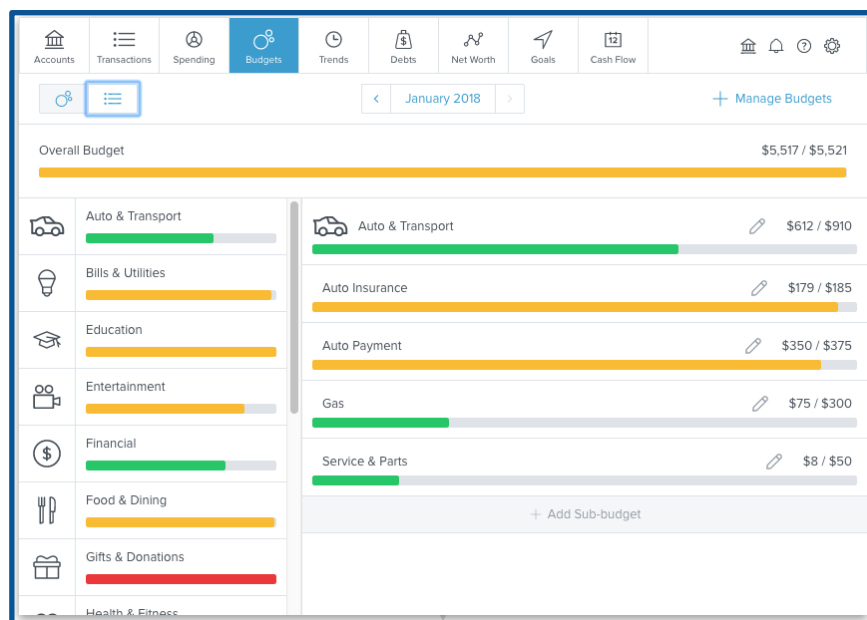 Accounts
Transactions
Spending
Budgets
Trends
Debts
Net Worth
Goals
12
Cash Flow
January 2018
Manage Budgets
Overall Budget
$5,517 / $5,521
Auto & Transport
Bills & Utilities
Education
Entertainment
Financial
Food & Dining
Gifts & Donations
Health & Fitness
Auto & Transport
$612 / $910
Auto Insurance
$179 / $185
Auto Payment
$350 / $375
Gas
$75 / $300
Service & Parts
$8 / $50
+ Add Sub-budget